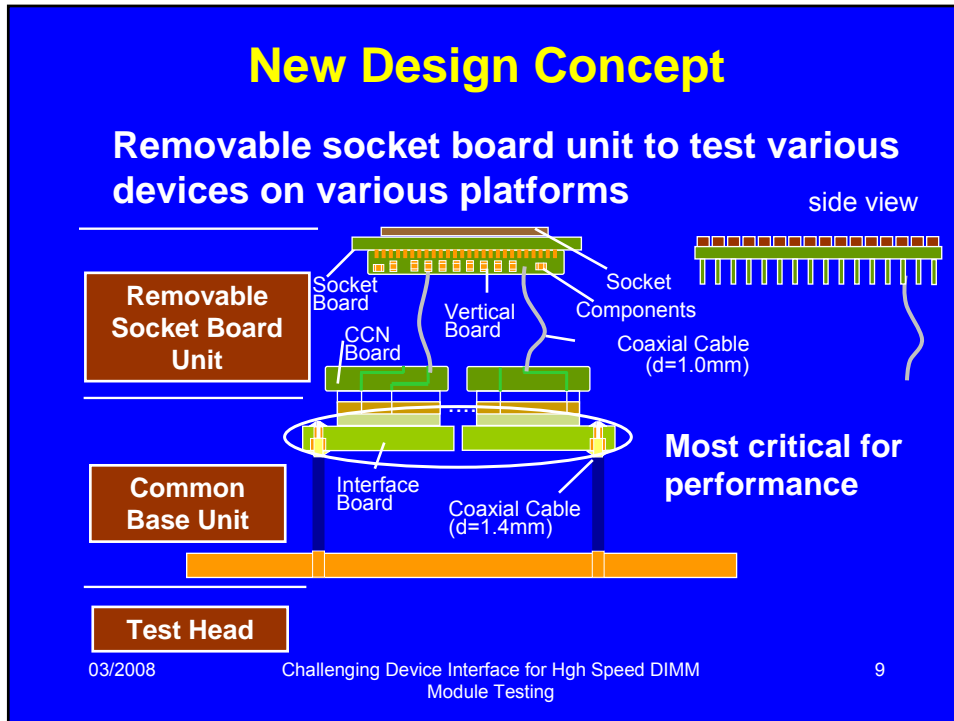 New Design Concept
Removable socket board unit to test various
devices on various platforms
side view
Socket
Board
Vertical
Board
Socket
Components
Removable
Socket Board
Unit
CCN
Board
Coaxial Cable
(d=1.0mm)
....
Most critical for
performance
Common
Base Unit
Interface
Board
Coaxial Cable
(d=1.4mm)
Test Head
03/2008
Challenging Device Interface for Hgh Speed DIMM
Module Testing
9